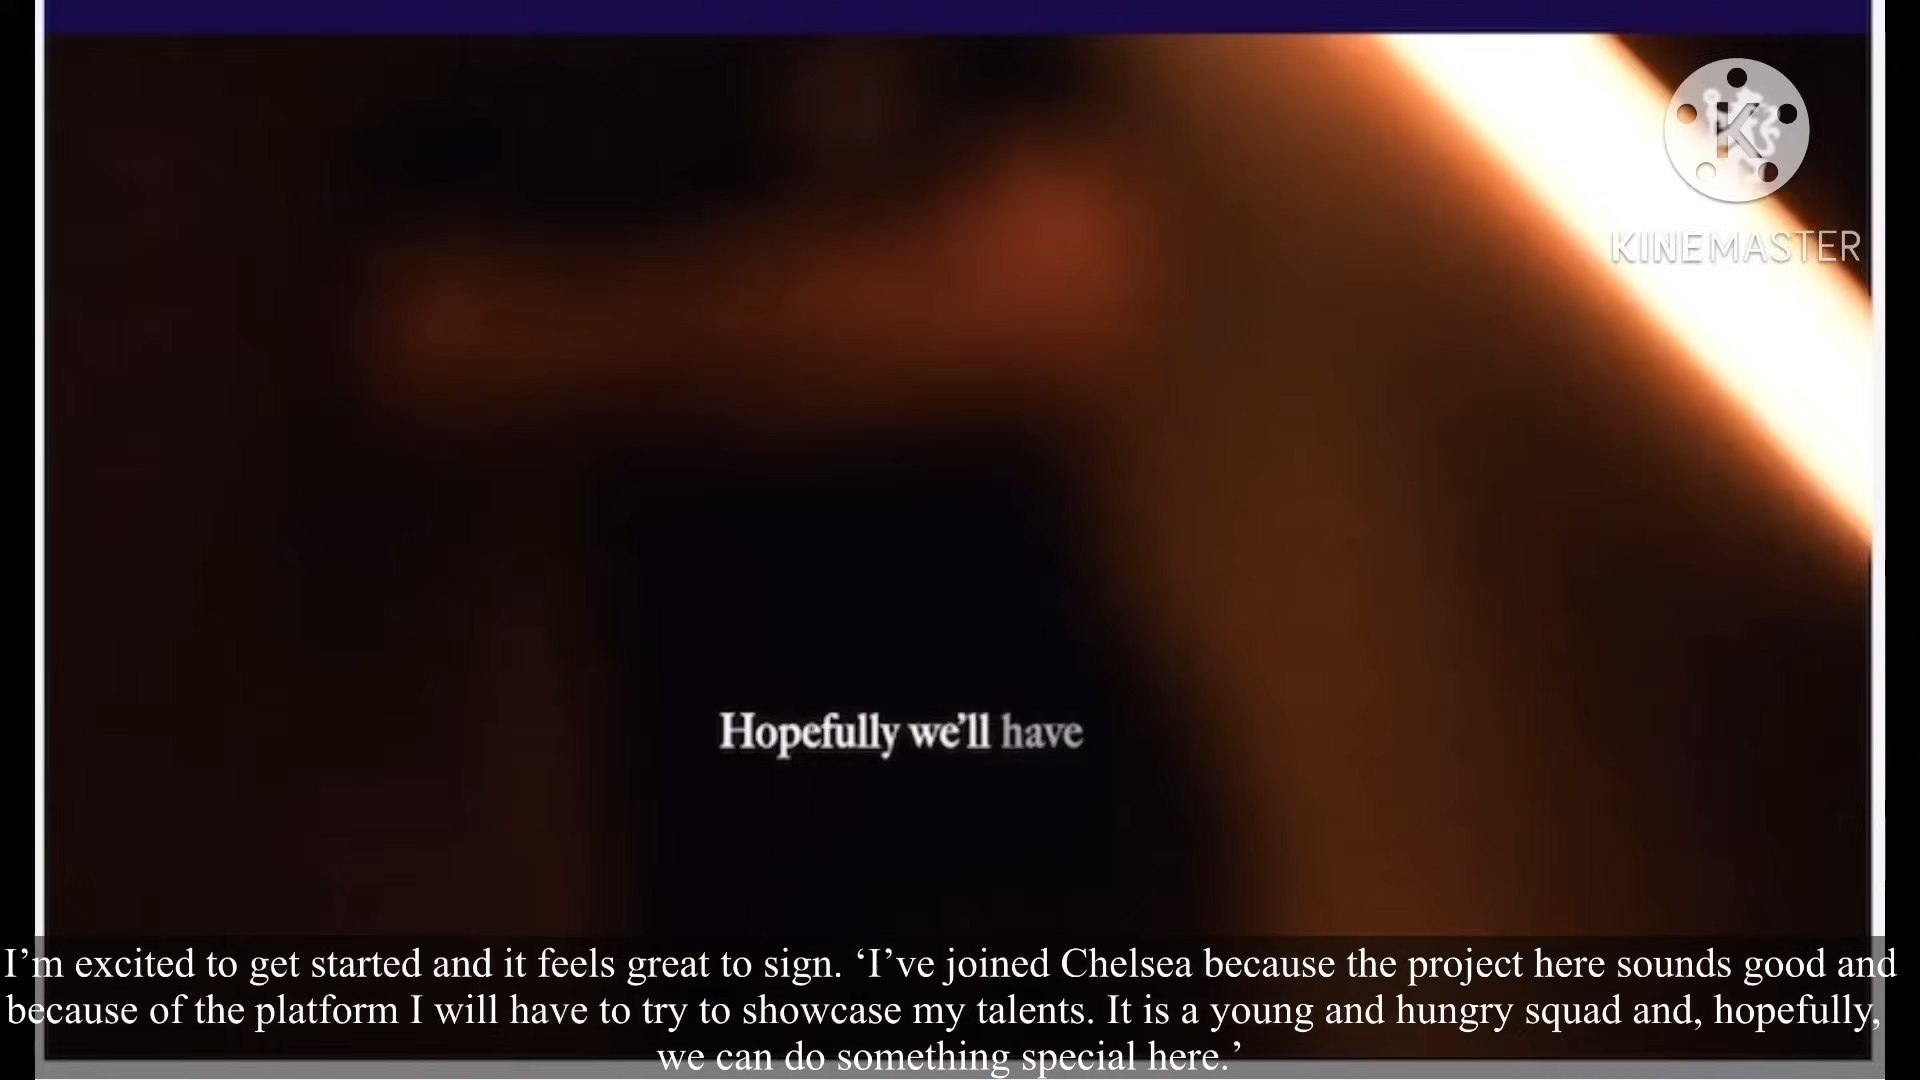 KINEMASTER
Hopefully we’ll have
I’m excited to get started and it feels great to sign. ‘I’ve joined Chelsea because the project here sounds good and
because of the platform I will have to try to showcase my talents. It is a young and hungry squad and, hopefully,
we can do something special here.’